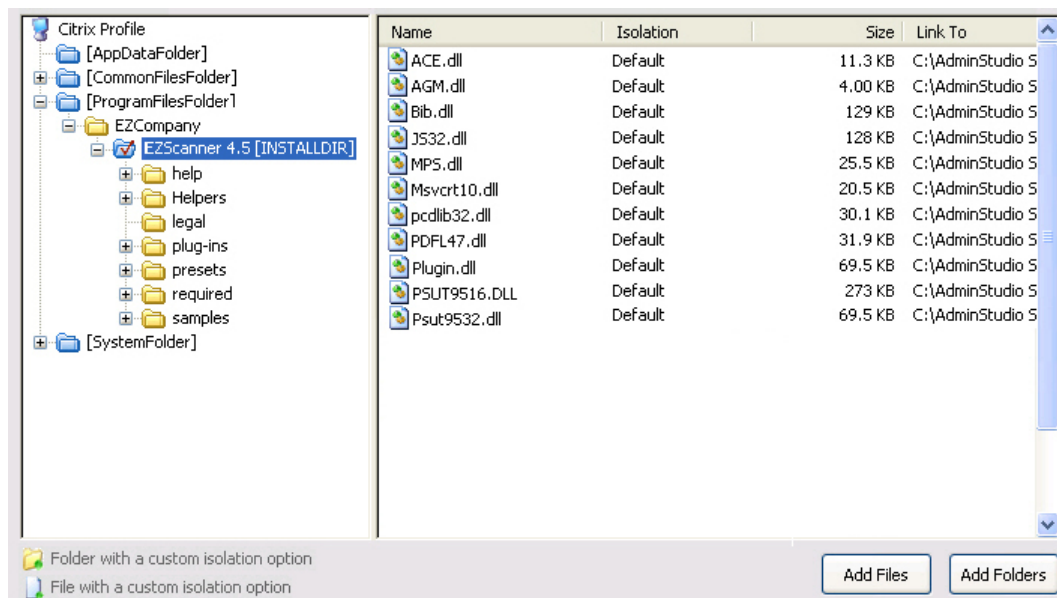 Citrix Profile
[AppDataFolder]
[CommonFilesFolder]
[ProgramFilesFolder]
EZCompany
EZScanner 4.5 [INSTALLDIR]
help
Helpers
legal
plug-ins
presets
required
samples
[SystemFolder]
Name Isolation Size Link To
ACE.dll Default 11.3 KB C:\AdminStudio S
AGM.dll Default 4.00 KB C:\AdminStudio S
Bib.dll Default 129 KB C:\AdminStudio S
JS32.dll Default 128 KB C:\AdminStudio S
MPS.dll Default 25.5 KB C:\AdminStudio S
Msvcrt10.dll Default 20.5 KB C:\AdminStudio S
pcdlib32.dll Default 30.1 KB C:\AdminStudio S
PDFL47.dll Default 31.9 KB C:\AdminStudio S
Plugin.dll Default 69.5 KB C:\AdminStudio S
PSUT9516.DLL Default 273 KB C:\AdminStudio S
Psut9532.dll Default 69.5 KB C:\AdminStudio S
Folder with a custom isolation option
File with a custom isolation option
Add Files
Add Folders